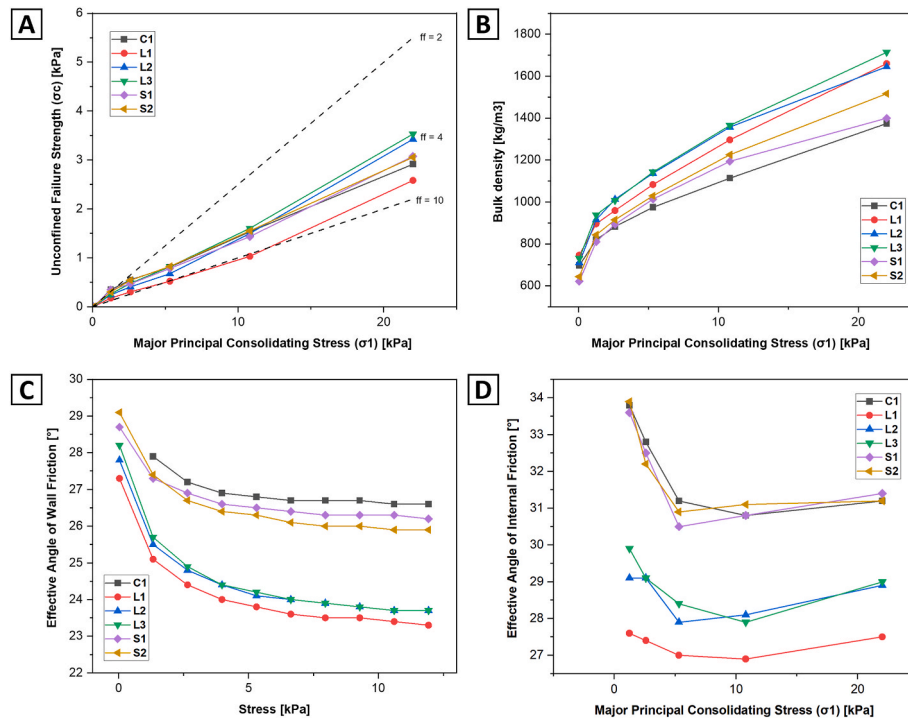 A
Unconfined Failure Strength (σc) [kPa]
6
5
4
3
2
1
0
0
10
20
Major Principal Consolidating Stress (σ1) [kPa]
C1
L1
L2
L3
S1
S2
ff = 2
ff = 4
ff = 10
B
Bulk density [kg/m3]
1800
1600
1400
1200
1000
800
600
0
5
10
15
20
Major Principal Consolidating Stress (σ1) [kPa]
C1
L1
L2
L3
S1
S2
C
Effective Angle of Wall Friction [°]
30
29
28
27
26
25
24
23
22
0
5
10
Stress [kPa]
C1
L1
L2
L3
S1
S2
D
Effective Angle of Internal Friction [°]
34
33
32
31
30
29
28
27
0
10
20
Major Principal Consolidating Stress (σ1) [kPa]
C1
L1
L2
L3
S1
S2